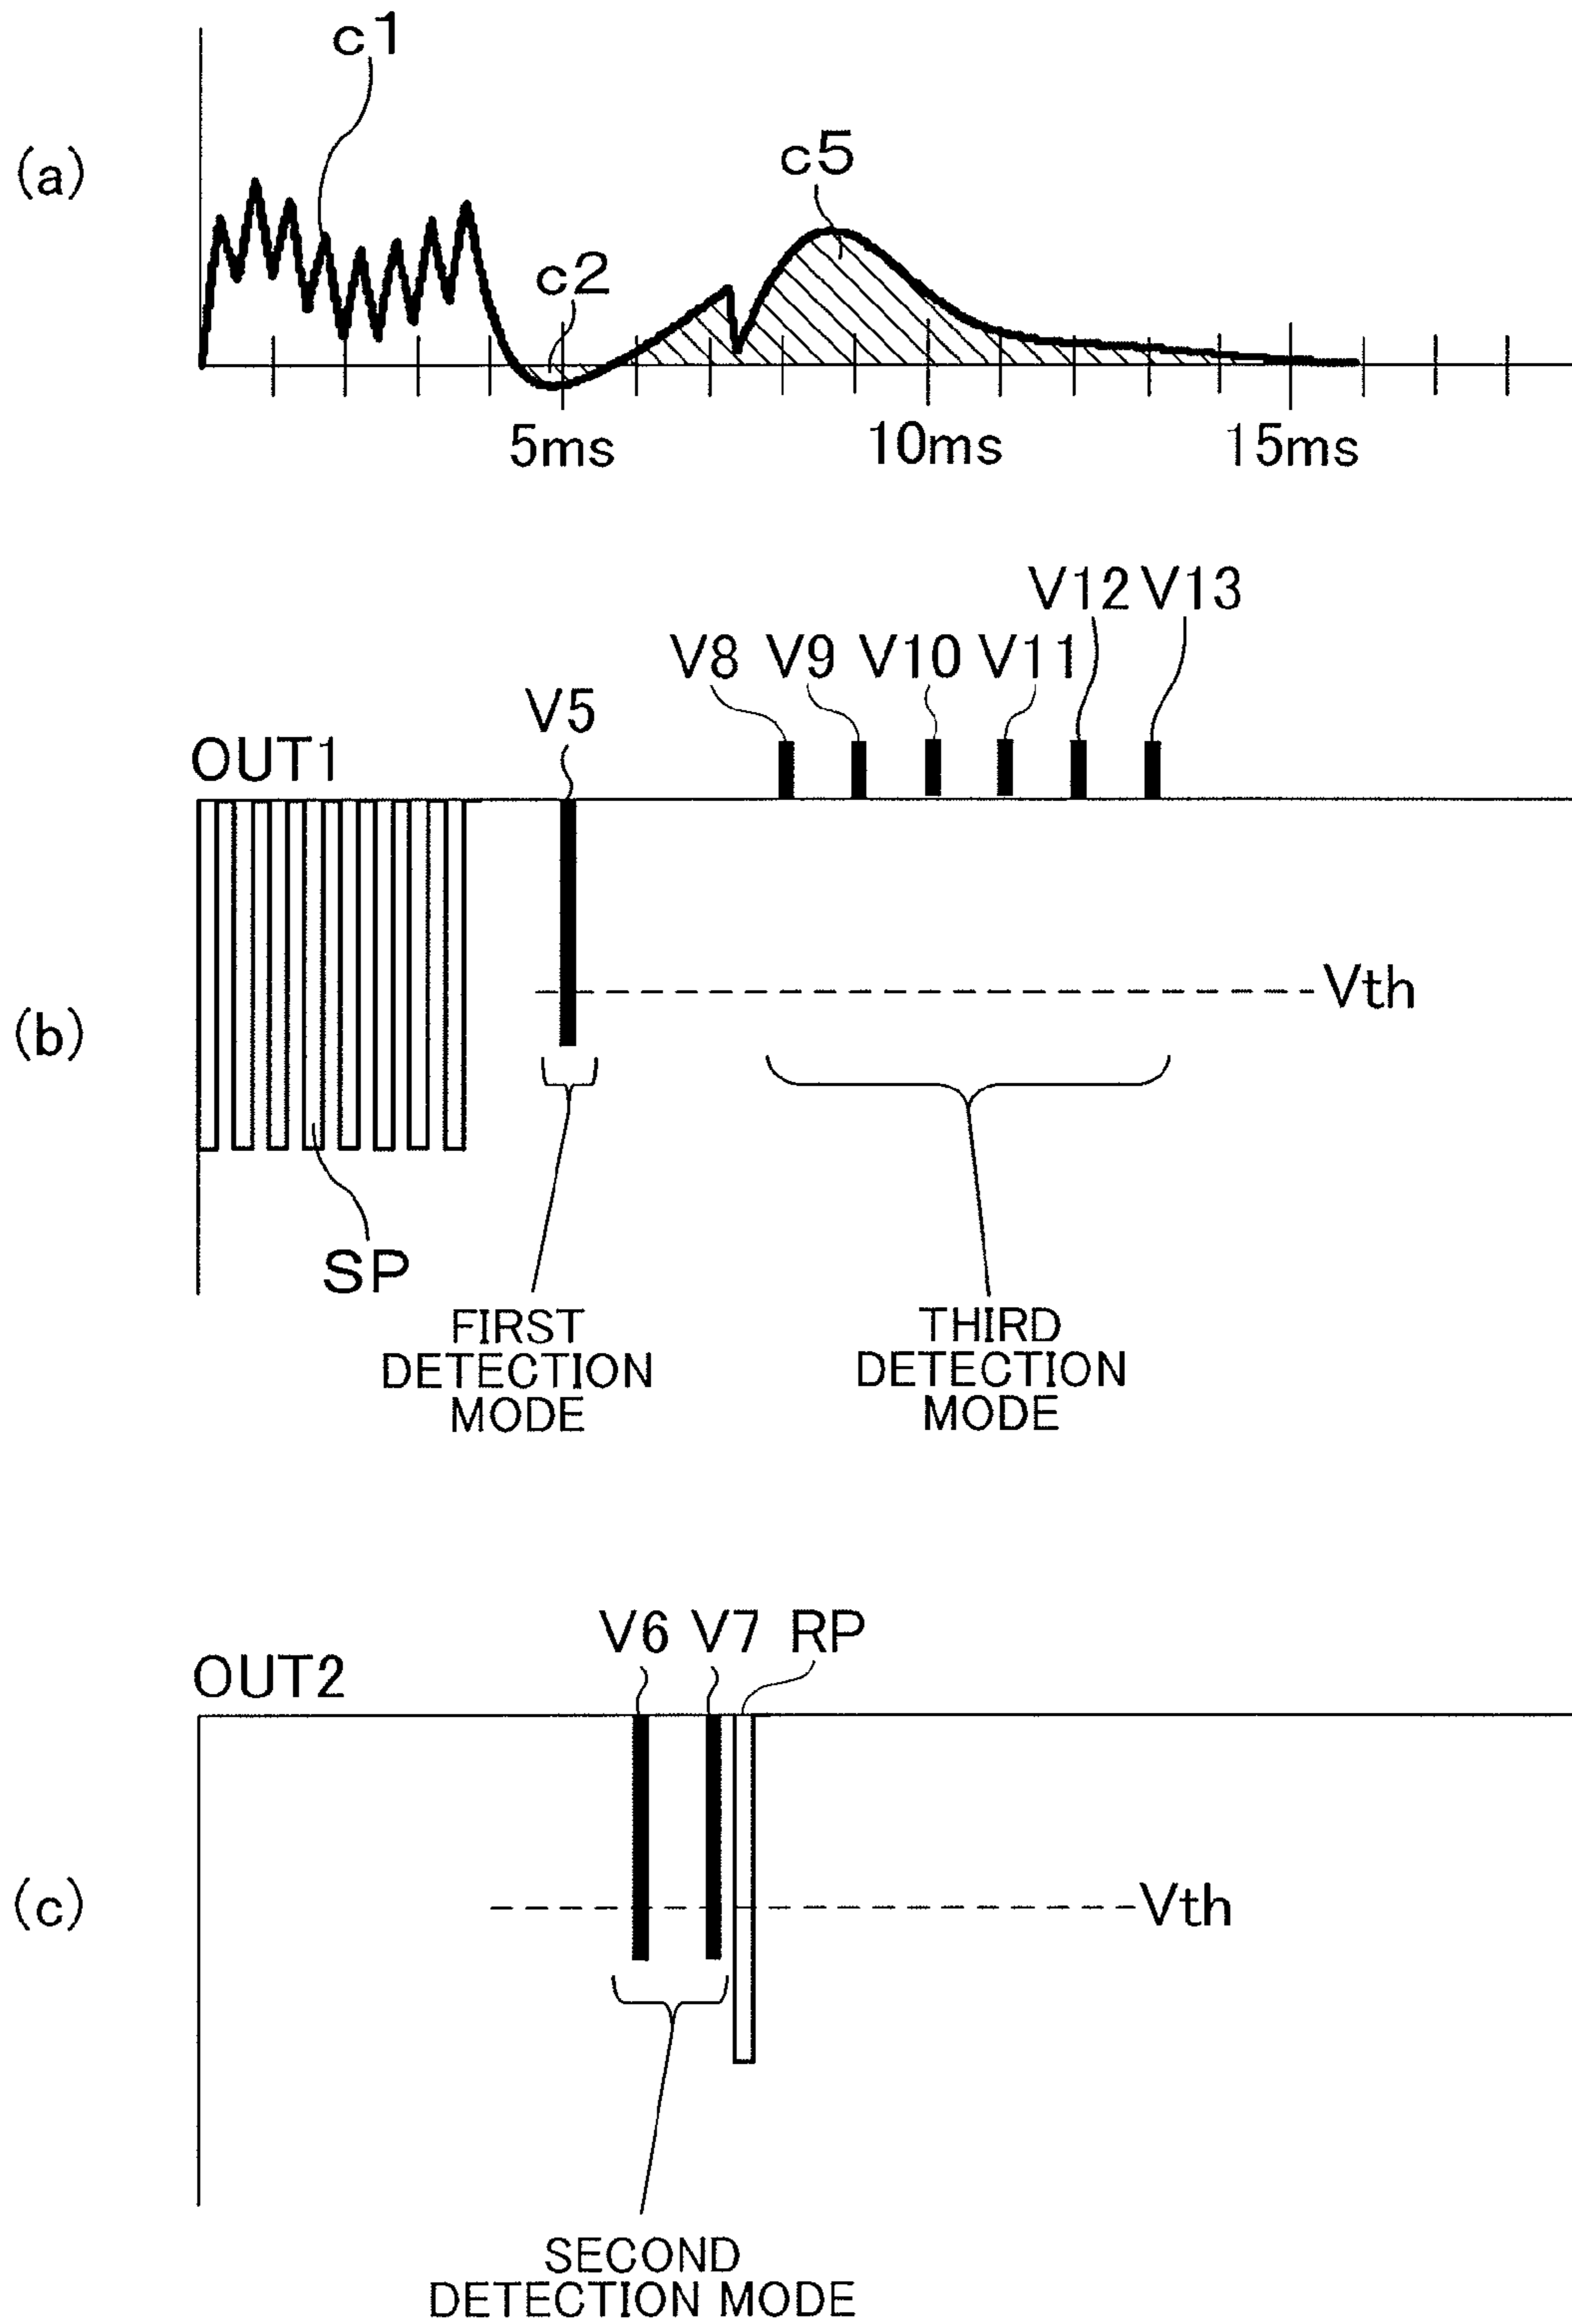 c1
(a)
c5
c2
5ms
10ms
15ms
V12 V13
V8 V9 V10 V11
V5
OUT1
Vth
(b)
SP
FIRST
DETECTION
MODE
THIRD
DETECTION
MODE
V6 V7 RP
OUT2
(c)
Vth
SECOND
DETECTION MODE